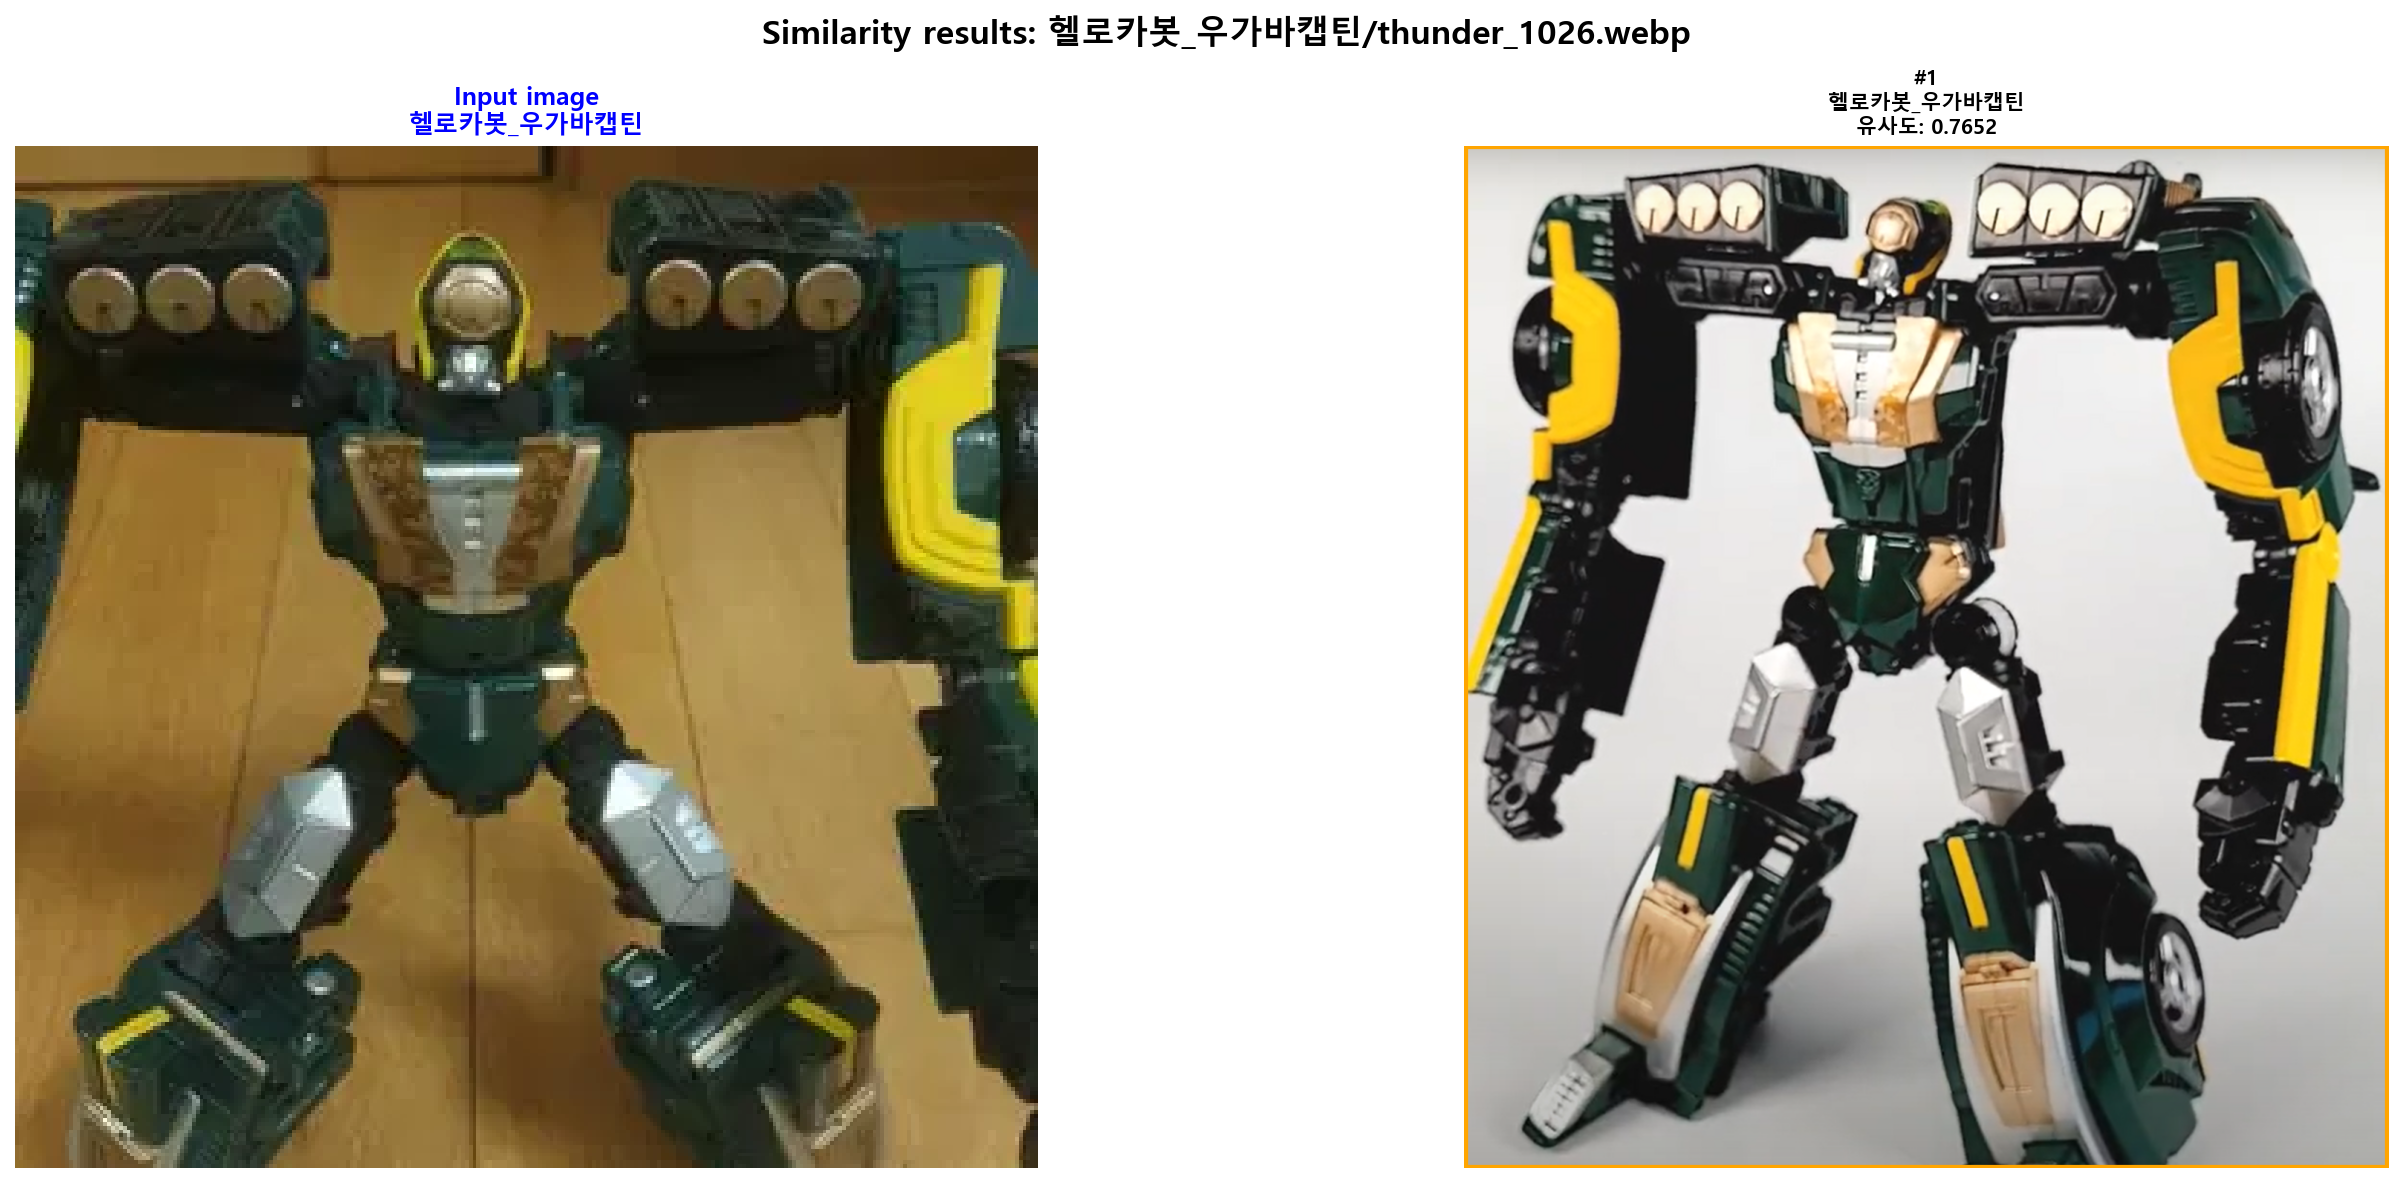 Similarity results: 헬로카봇_우가바캡틴/thunder_1026.webp
Input image
헬로카봇_우가바캡틴
#1
헬로카봇_우가바캡틴
유사도: 0.7652